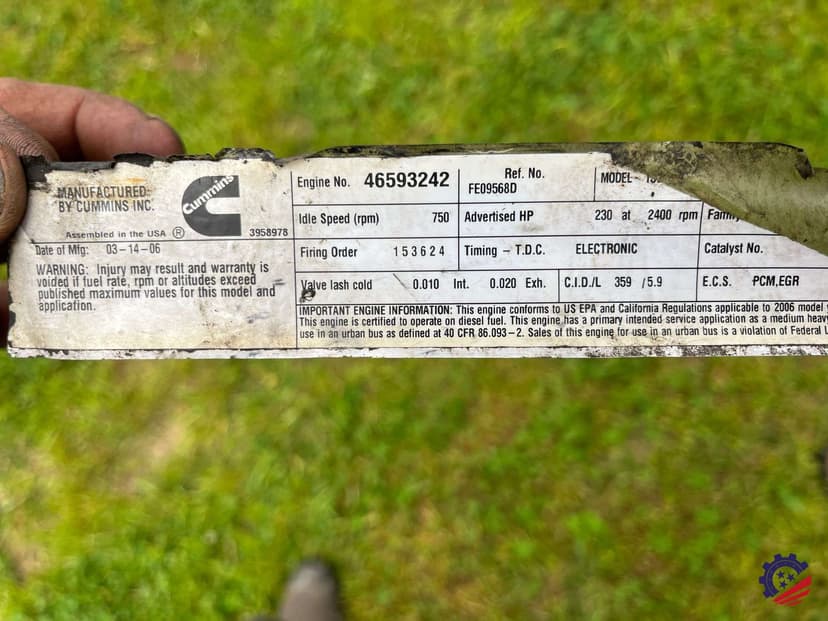 MANUFACTURED
BY CUMMINS INC.
Cummins
Assembled in the USA ® 3958978
Date of Mfg: 03-14-06
WARNING: Injury may result and warranty is
voided if fuel rate, rpm or altitudes exceed
published maximum values for this model and
application.
Engine No. 46593242
Ref. No.
FE09568D
MODEL-
Idle Speed (rpm) 750
Advertised HP 230 at 2400 rpm
Firing Order 1 5 3 6 2 4
Timing - T.D.C. ELECTRONIC
Catalyst No.
Valve lash cold 0.010 Int. 0.020 Exh.
C.I.D./L 359 / 5.9
E.C.S. PCM,EGR
IMPORTANT ENGINE INFORMATION: This engine conforms to US EPA and California Regulations applicable to 2006 model
This engine is certified to operate on diesel fuel. This engine has a primary intended service application as a medium heavy
use in an urban bus as defined at 40 CFR 86.093-2. Sales of this engine for use in an urban bus is a violation of Federal